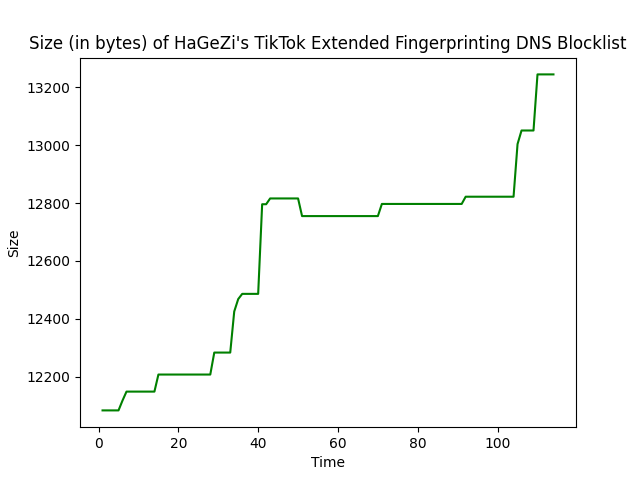 Size (in bytes) of HaGeZi's TikTok Extended Fingerprinting DNS Blocklist
13200
13000
12800
12600
12400
12200
Size
0 20 40 60 80 100
Time